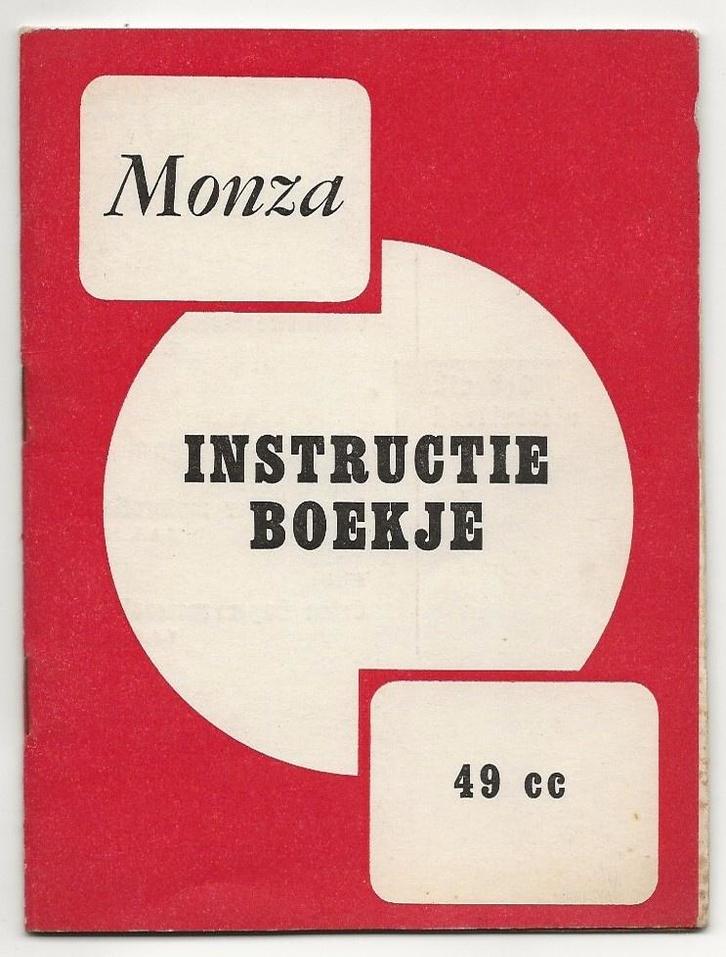 Monza
INSTRUCTIE
BOEKJE
49 cc